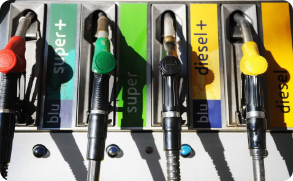 blu super+
super
blu diesel+
diesel